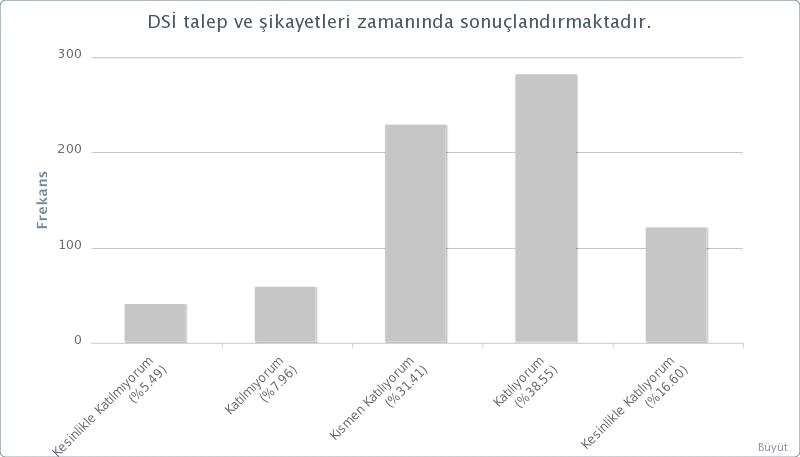 DSİ talep ve şikayetleri zamanında sonuçlandırmaktadır.
Frekans
300
200
100
0
Kesinlikle Katılmıyorum
(%5.49)
Katılmıyorum
(%7.96)
Kısmen Katılıyorum
(%31.41)
Katılıyorum
(%38.55)
Kesinlikle Katılıyorum
(%16.60)
Büyüt